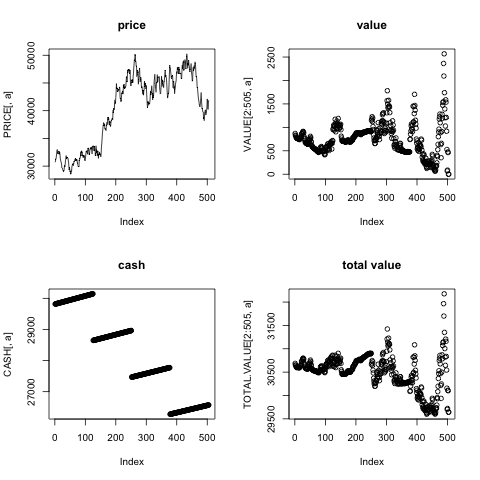 price
PRICE[, a]
30000 40000 50000
0 100 200 300 400 500
Index
value
VALUE[2:505, a]
0 500 1500 2500
0 100 200 300 400 500
Index
cash
CASH[, a]
27000 29000
0 100 200 300 400 500
Index
total value
TOTAL.VALUE[2:505, a]
29500 30500 31500
0 100 200 300 400 500
Index